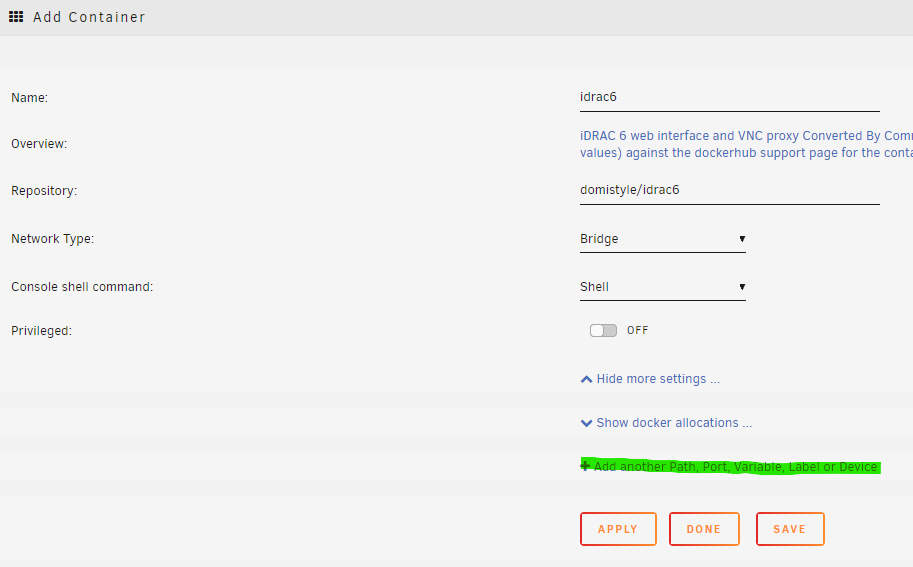 Add Container
Name:
idrac6
Overview:
iDRAC 6 web interface and VNC proxy Converted By
values) against the dockerhub support page for the
Repository:
domistyle/idrac6
Network Type:
Bridge
Console shell command:
Shell
Privileged:
OFF
Hide more settings ...
Show docker allocations ...
Add another Path, Port, Variable, Label or Device
APPLY
DONE
SAVE